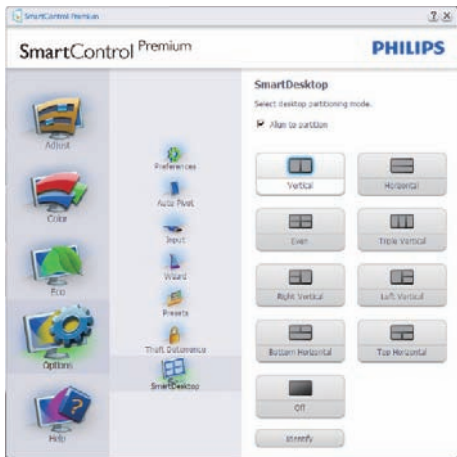 SmartControl Premium
? X
SmartControl Premium
PHILIPS
Adjust
Color
Eco
Options
Help
Preferences
Auto Pivot
Input
Wizard
Presets
Theft Deterrence
SmartDesktop
SmartDesktop
Select desktop partitioning mode.
Align to partition
Vertical
Horizontal
Even
Triple Vertical
Right Vertical
Left Vertical
Bottom Horizontal
Top Horizontal
Off
Identify